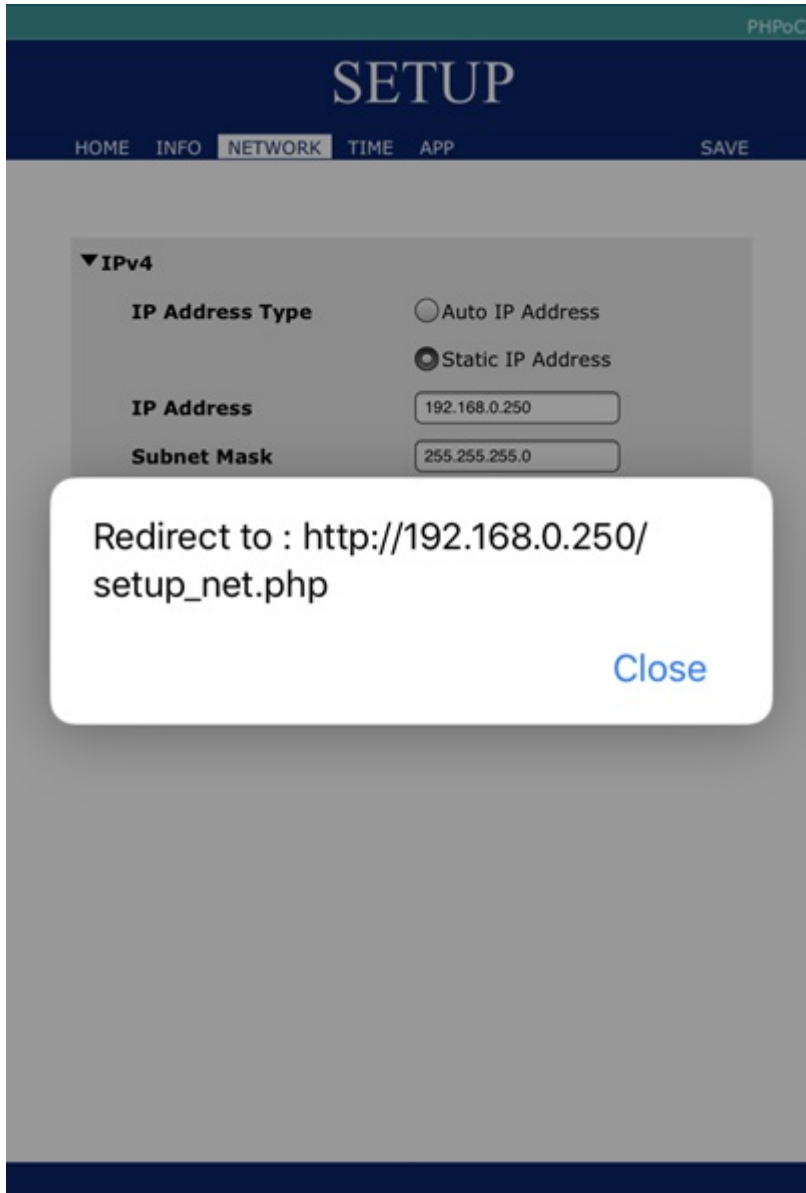 PHPoC
SETUP
HOME INFO NETWORK TIME APP SAVE
▼IPv4
IP Address Type Auto IP Address
Static IP Address
IP Address 192.168.0.250
Subnet Mask 255.255.255.0
Redirect to : http://192.168.0.250/
setup_net.php
Close